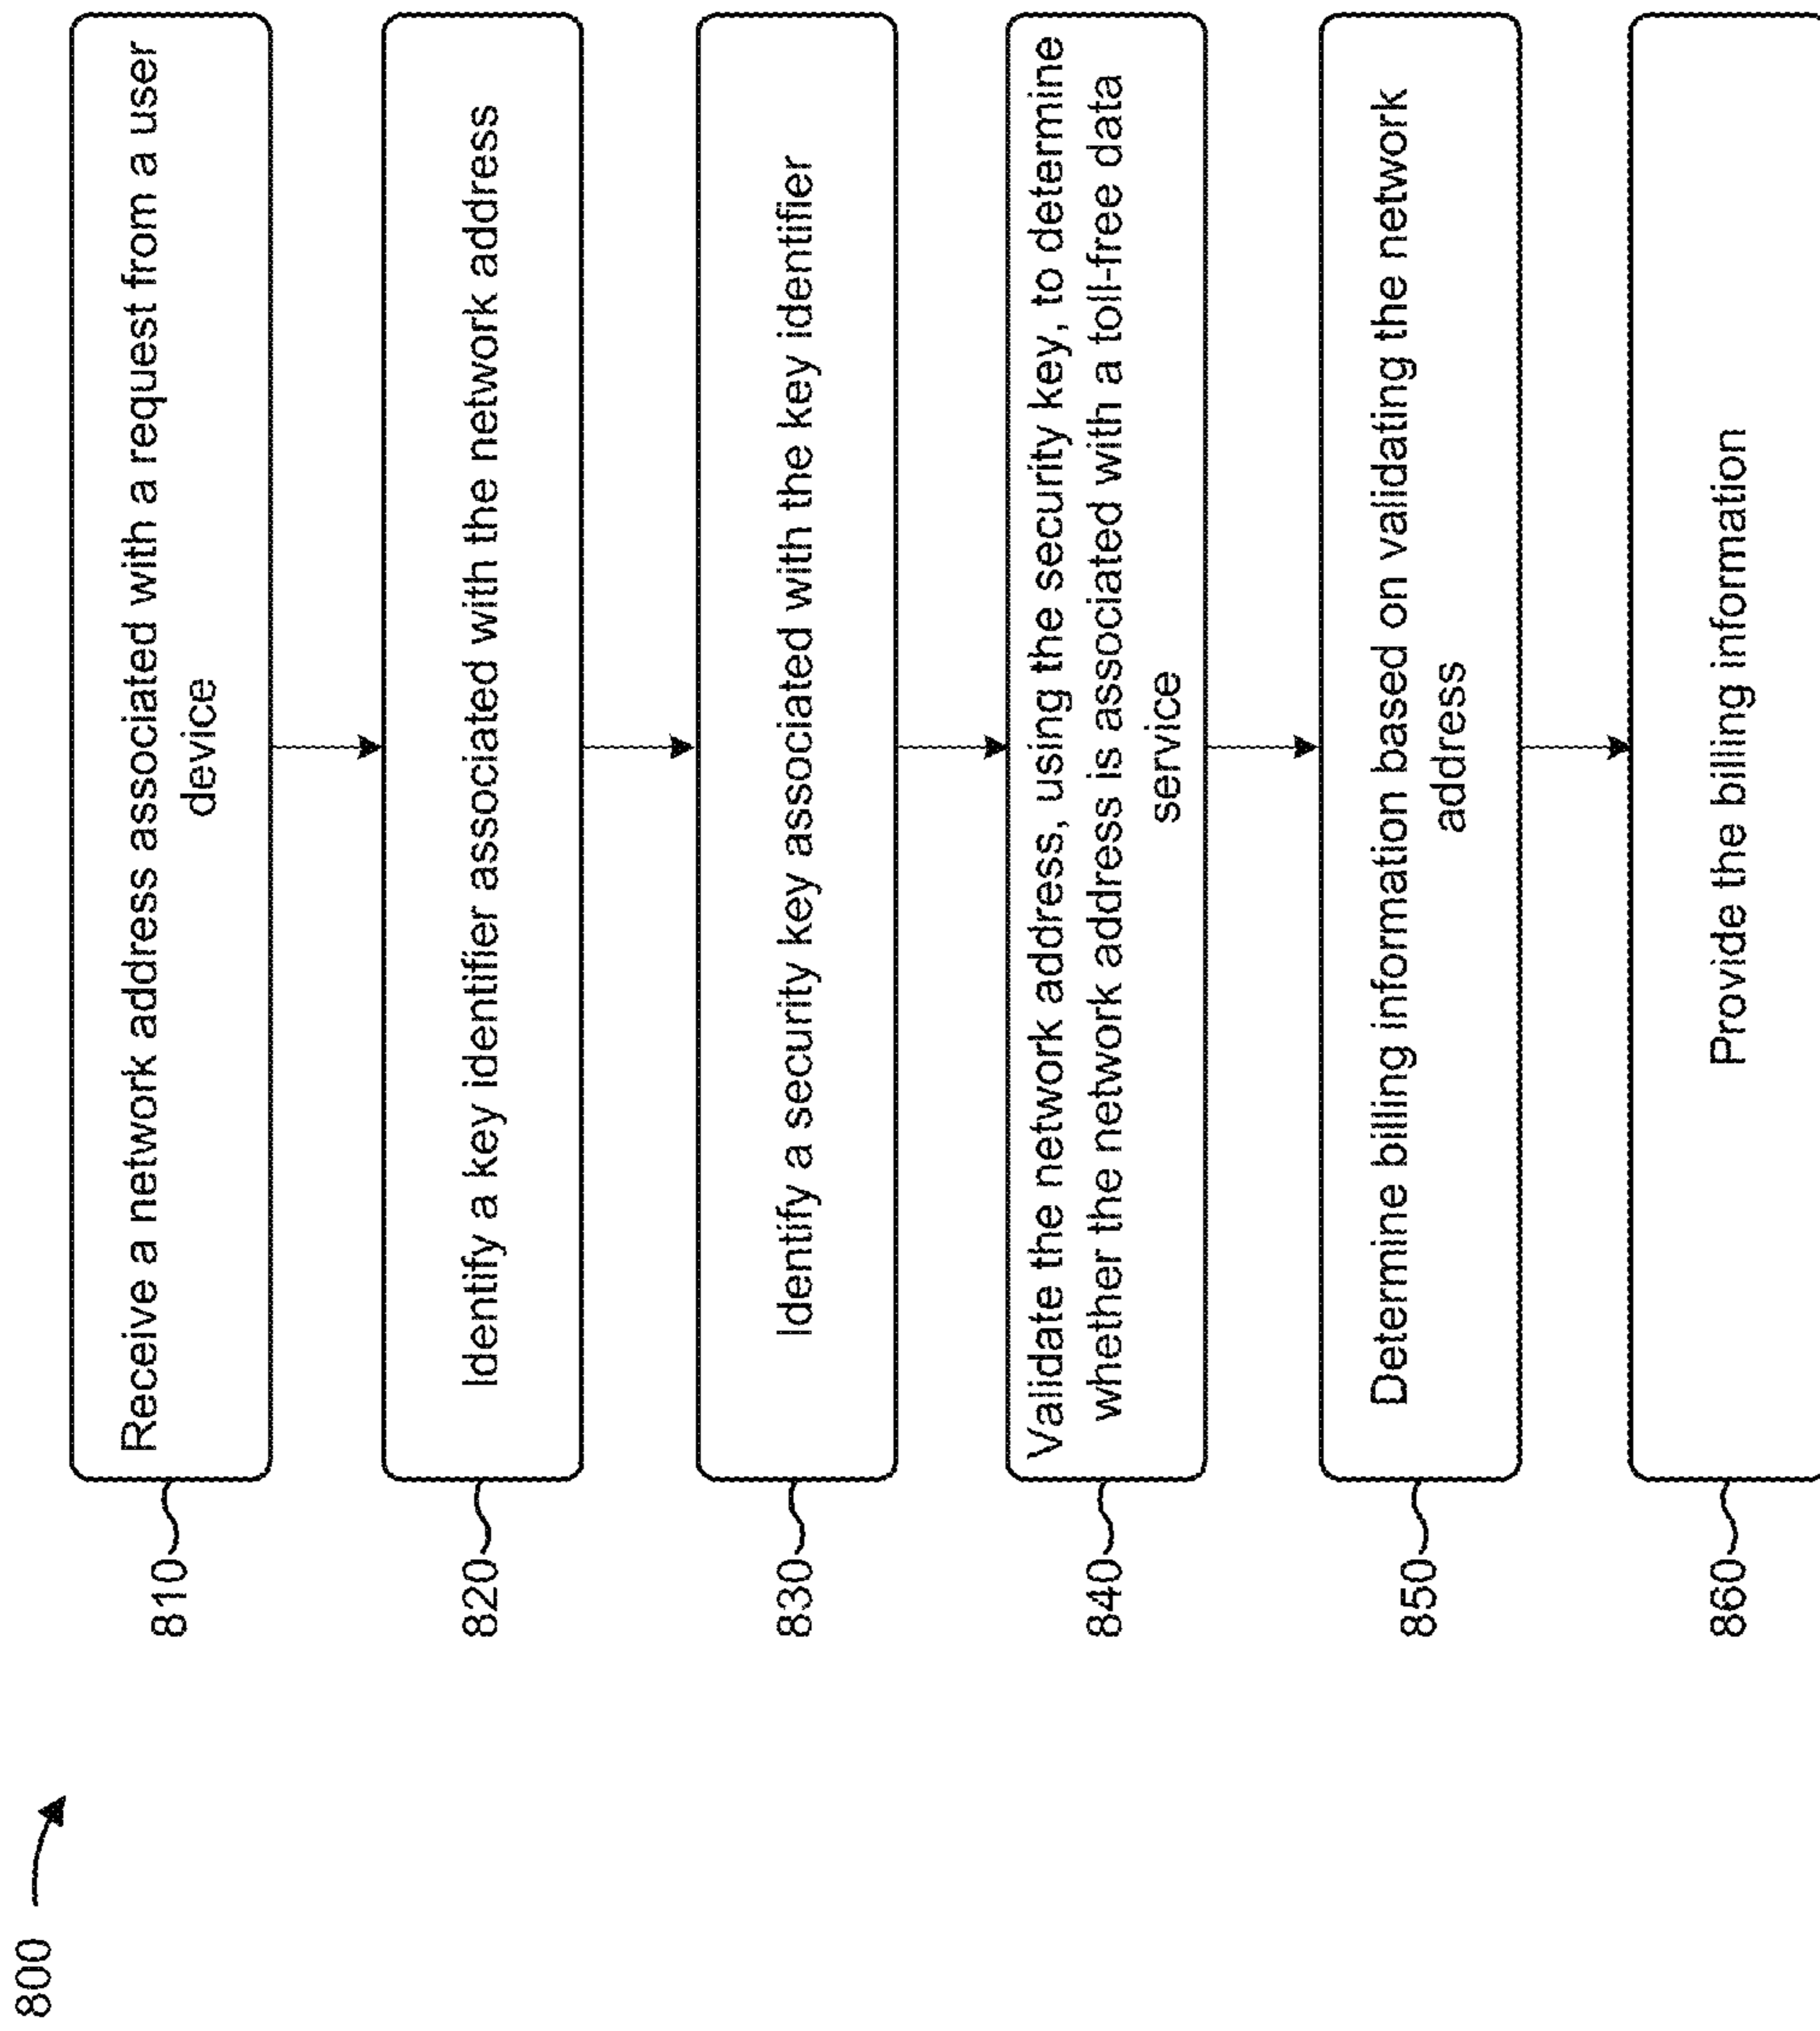 800
810
Receive a network address associated with a request from a user
device
820
Identify a key identifier associated with the network address
830
Identify a security key associated with the key identifier
840
Validate the network address, using the security key, to determine
whether the network address is associated with a toll-free data
service
850
Determine billing information based on validating the network
address
860
Provide the billing information